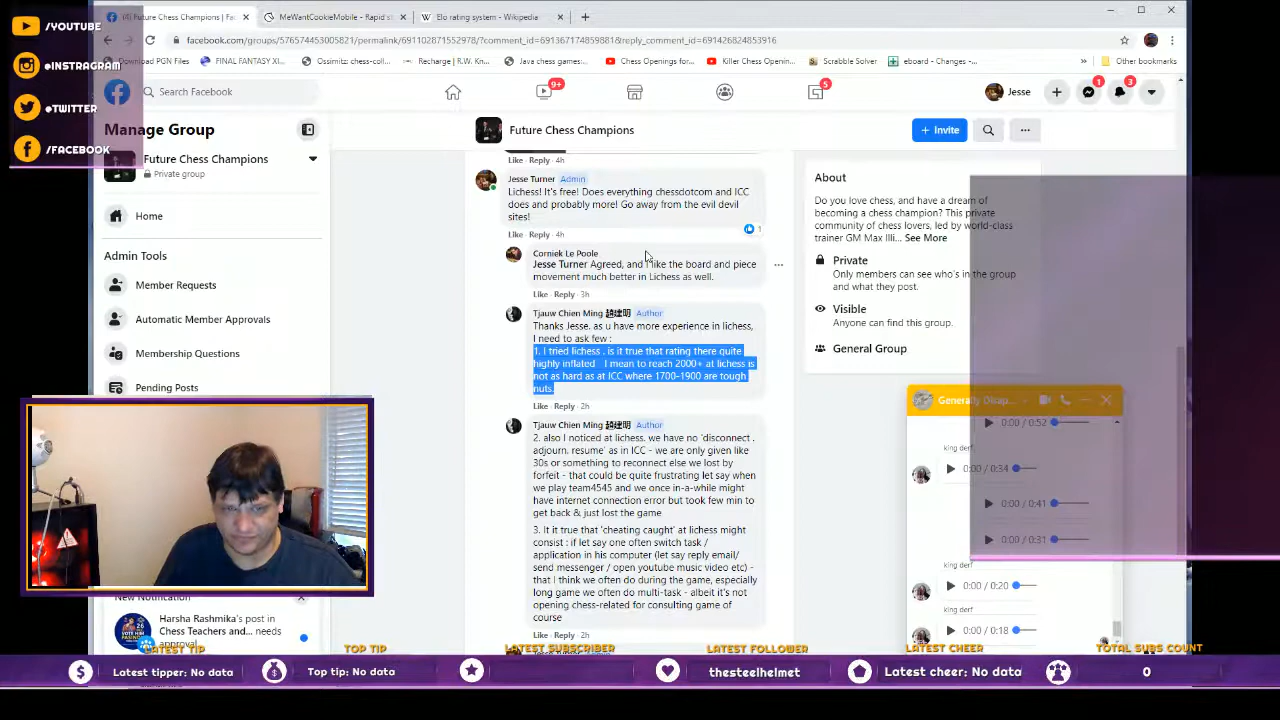 /YOUTUBE
@INSTRAGRAM
@TWITTER
/FACEBOOK
(4) Future Chess Champions | Fa
MeWantCookieMobile - Rapid
Elo rating system - Wikipedia
facebook.com/groups/576574453005821/permalink/691102871552978/?comment_id=691367174859881&reply_comment_id=691426824853916
Download PGN Files
FINAL FANTASY XI...
Ossimitz: chess-coll...
Recharge | R.W. Kn...
Java chess games:...
Chess Openings for...
Killer Chess Openin...
Scrabble Solver
eboard - Changes -...
Other bookmarks
Search Facebook
9+
5
Jesse
1
3
Manage Group
Future Chess Champions
Private group
Home
Admin Tools
Member Requests
Automatic Member Approvals
Membership Questions
Pending Posts
New Notification
Harsha Rashmika's post in
Chess Teachers and... needs
approval
Future Chess Champions
+ Invite
Like · Reply · 4h
Jesse Turner Admin
Lichess! It's free! Does everything chessdotcom and ICC
does and probably more! Go away from the evil devil
sites!
1
Like · Reply · 4h
Corniek Le Poole
Jesse Turner Agreed, and I like the board and piece
movement much better in Lichess as well.
Like · Reply · 3h
Tjauw Chien Ming 趙建明 Author
Thanks Jesse. as u have more experience in lichess,
I need to ask few :
1. I tried lichess . is it true that rating there quite
highly inflated I mean to reach 2000+ at lichess is
not as hard as at ICC where 1700-1900 are tough
nuts.
Like · Reply · 2h
Tjauw Chien Ming 趙建明 Author
2. also I noticed at lichess. we have no 'disconnect .
adjourn. resume' as in ICC - we are only given like
30s or something to reconnect else we lost by
forfeit - that could be quite frustrating let say when
we play team4545 and we once in-a-while might
have internet connection error but took few min to
get back & just lost the game
3. It it true that 'cheating caught' at lichess might
consist : if let say one often switch task /
application in his computer (let say reply email/
send messenger / open youtube music video etc) -
that I think we often do during the game, especially
long game we often do multi-task - albeit it's not
opening chess-related for consulting game of
course
Like · Reply · 2h
About
Do you love chess, and have a dream of
becoming a chess champion? This private
community of chess lovers, led by world-class
trainer GM Max Illi... See More
Private
Only members can see who's in the group
and what they post.
Visible
Anyone can find this group.
General Group
Generally Disrap...
0:00 / 0:52
king derf
0:00 / 0:34
0:00 / 0:41
0:00 / 0:31
king derf
0:00 / 0:20
king derf
0:00 / 0:18
LATEST TIP
TOP TIP
LATEST SUBSCRIBER
LATEST FOLLOWER
LATEST CHEER
TOTAL SUBS COUNT
Latest tipper: No data
Top tip: No data
thesteelhelmet
Latest cheer: No data
0